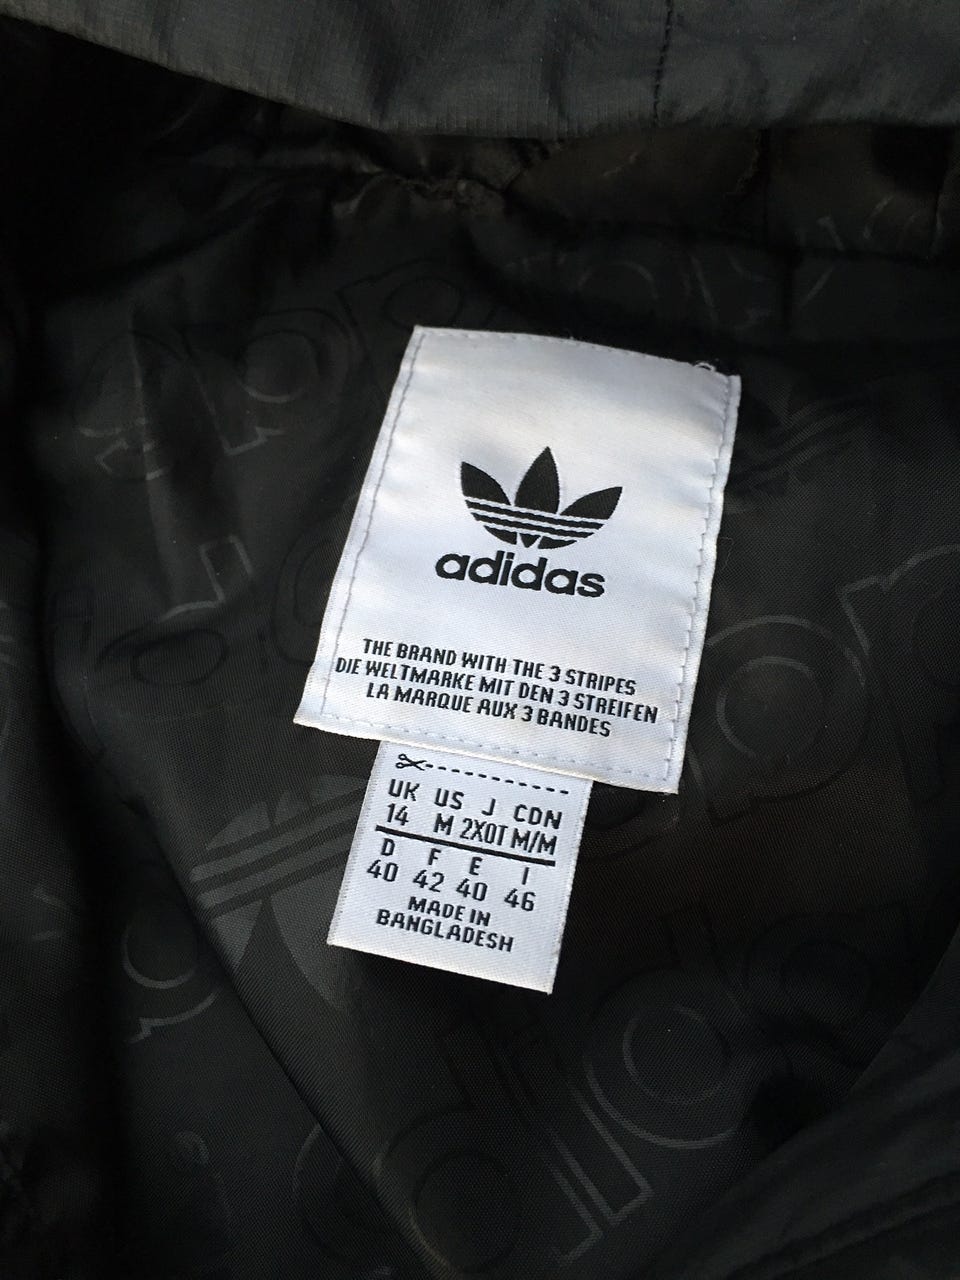 adidas
THE BRAND WITH THE 3 STRIPES
DIE WELTMARKE MIT DEN 3 STREIFEN
LA MARQUE AUX 3 BANDES
UK US J CDN
14 M 2XOT M/M
D F E I
40 42 40 46
MADE IN
BANGLADESH